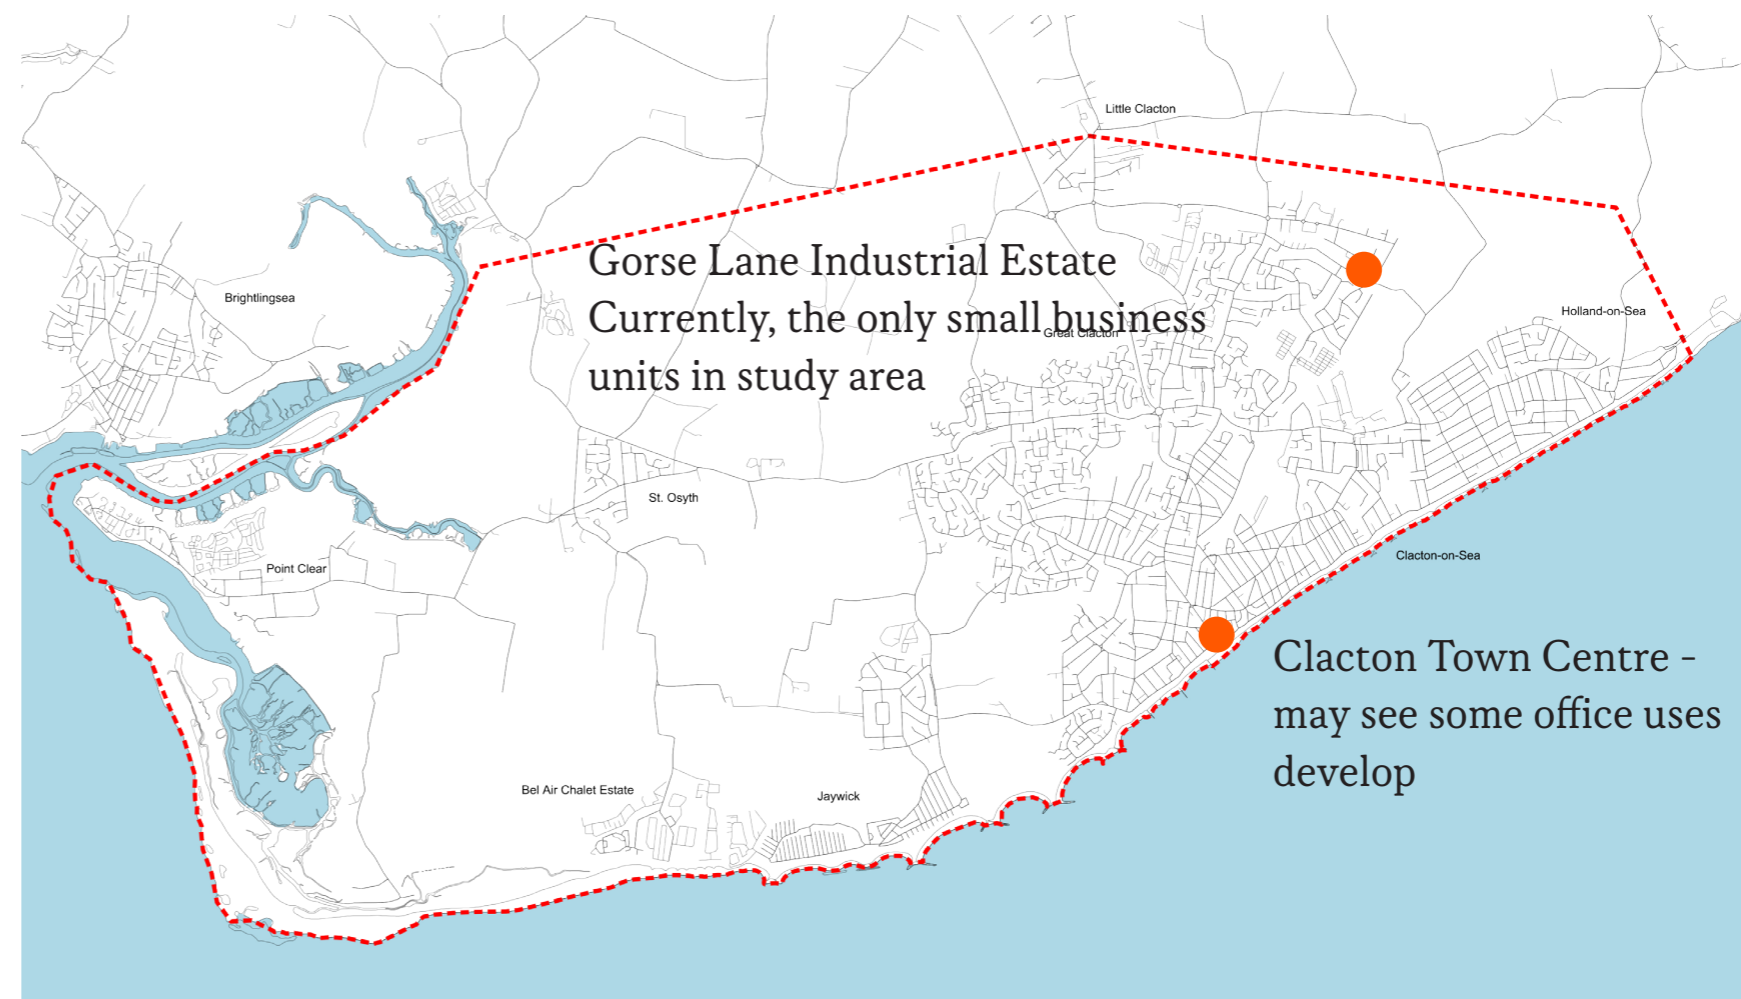 Little Clacton
Gorse Lane Industrial Estate
Currently, the only small business
units in study area
Brightlingsea
Holland-on-Sea
Great Clacton
St. Osyth
Clacton-on-Sea
Point Clear
Clacton Town Centre -
may see some office uses
develop
Bel Air Chalet Estate
Jaywick